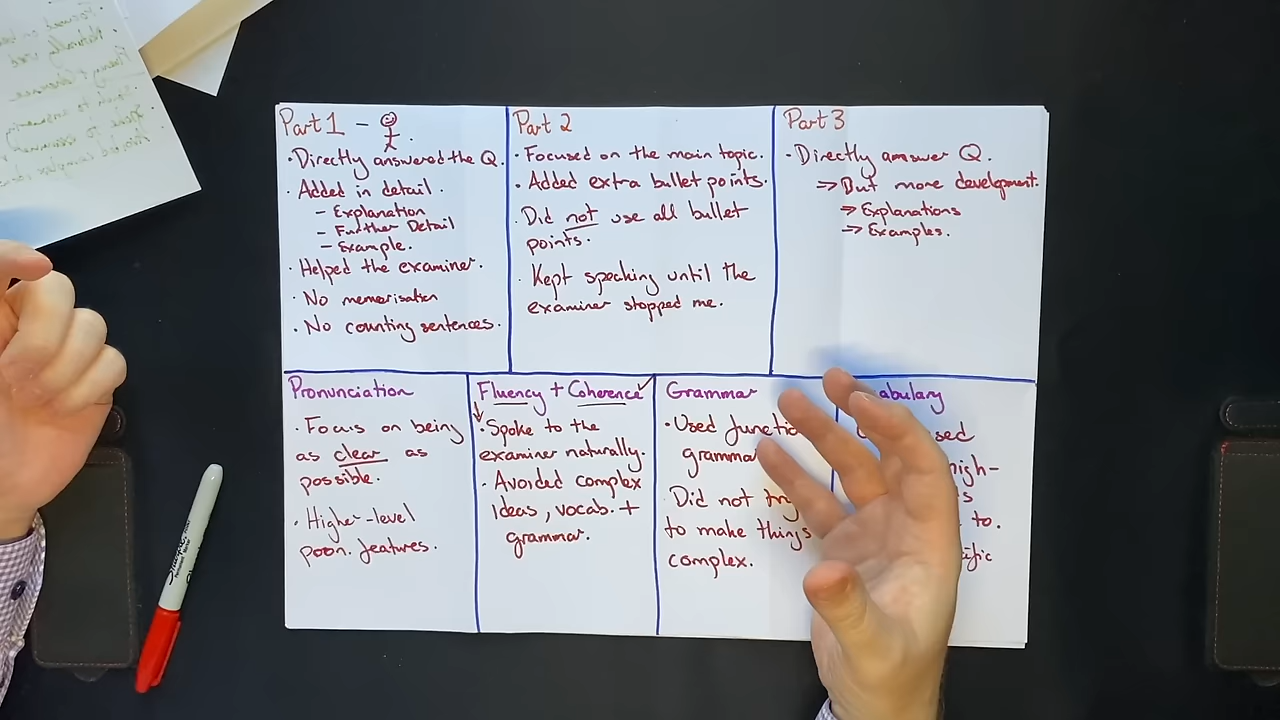 Part 1 -
• Directly answered the Q.
• Added in detail.
- Explanation
- Further Detail
- Example.
• Helped the examiner.
• No memorisation
• No counting sentences.
Part 2
• Focused on the main topic.
• Added extra bullet points.
• Did not use all bullet
points.
• Kept speaking until the
examiner stopped me.
Part 3
• Directly answer Q.
⇒ But more development.
⇒ Explanations
⇒ Examples.
Pronunciation
• Focus on being
as clear as
possible.
• Higher-level
pron. features.
Fluency + Coherence ✓
• Spoke to the
examiner naturally.
• Avoided complex
ideas, vocab. +
grammar.
Grammar
• Used
grammar
Did not try
to make things
complex.
to.
Sharpie